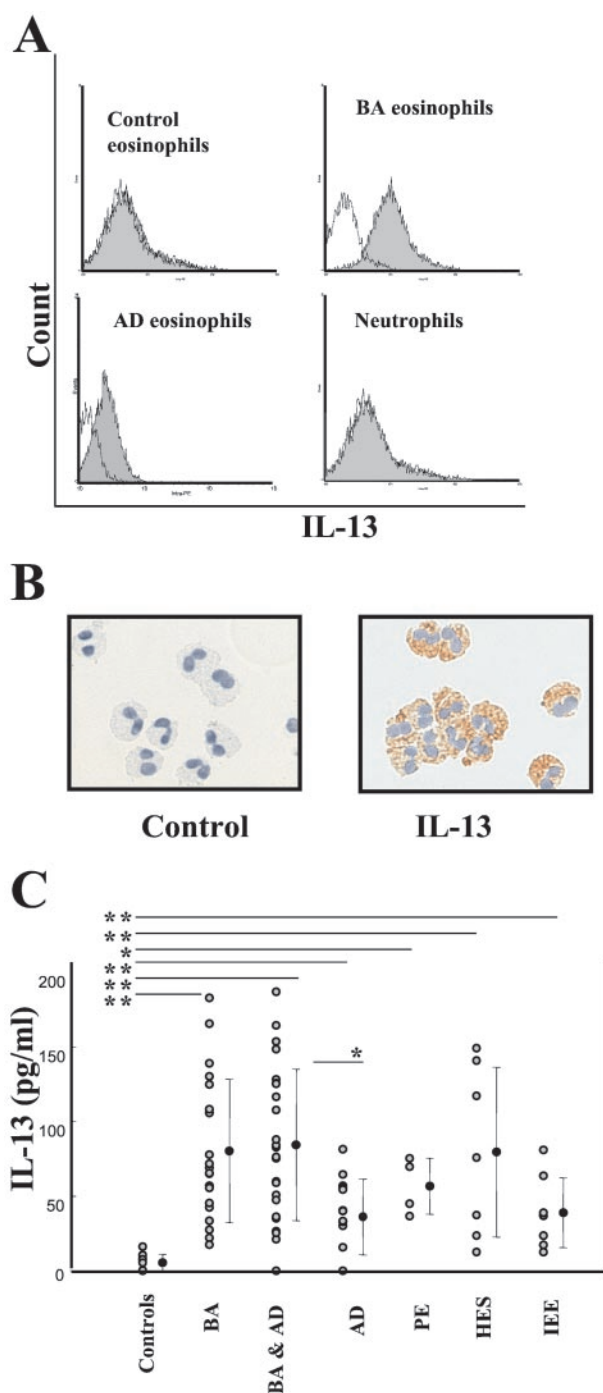 A
Control
eosinophils
BA eosinophils
AD eosinophils
Neutrophils
Count
IL-13
B
Control
IL-13
C
**
**
*
**
**
**
*
200
150
100
50
0
IL-13 (pg/ml)
Controls
BA
BA & AD
AD
PE
HES
IEE